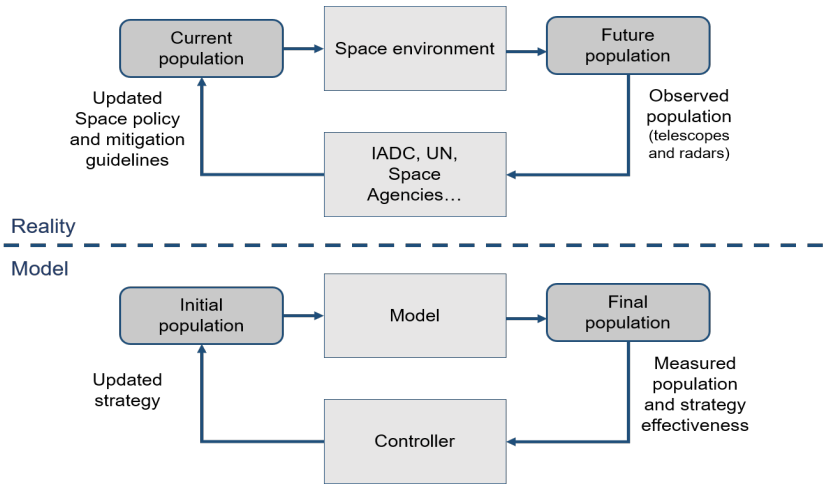 Current
population
Space environment
Future
population
Updated
Space policy
and mitigation
guidelines
Observed
population
(telescopes
and radars)
IADC, UN,
Space
Agencies…
Reality
Model
Initial
population
Model
Final
population
Updated
strategy
Measured
population
and strategy
effectiveness
Controller